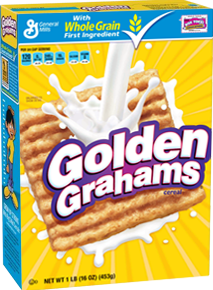 General
Mills
With
Whole Grain
First Ingredient
Golden
Grahams
cereal
NET WT 1 LB (16 OZ) (453g)